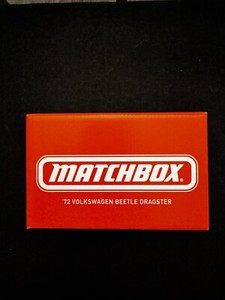 MATCHBOX®
'72 VOLKSWAGEN BEETLE DRAGSTER